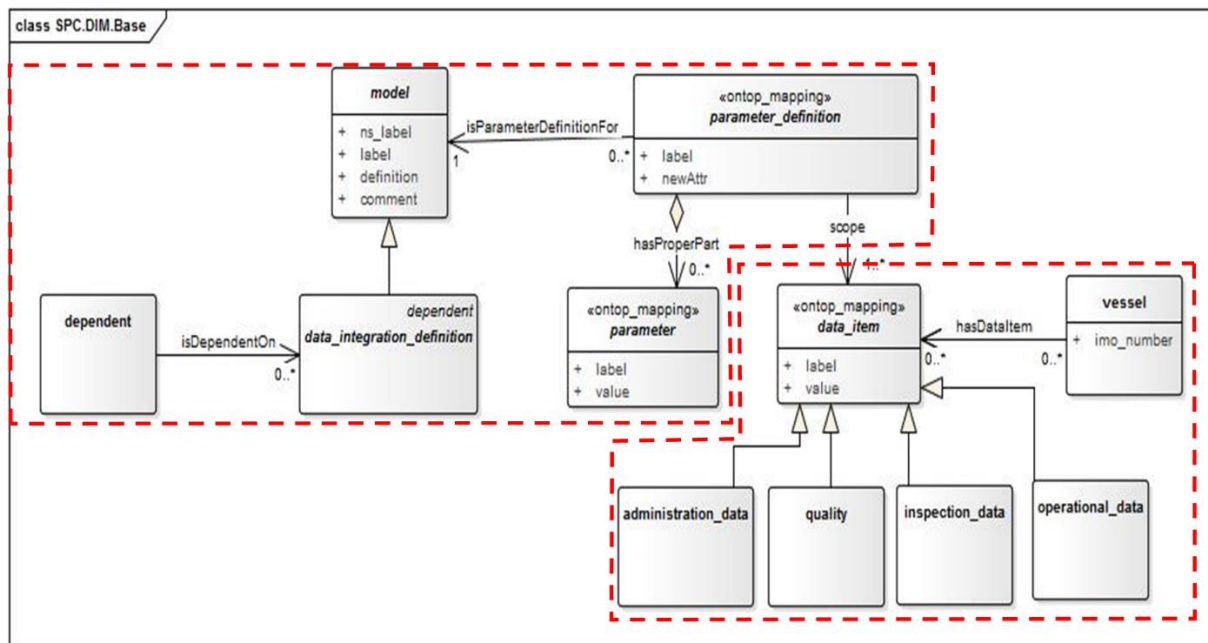 class SPC.DIM.Base
model
+ ns_label
+ label
+ definition
+ comment
isParameterDefinitionFor
1
0..*
«ontop_mapping»
parameter_definition
+ label
+ newAttr
hasProperPart
0..*
scope
1..*
dependent
isDependentOn
0..*
dependent
data_integration_definition
«ontop_mapping»
parameter
+ label
+ value
«ontop_mapping»
data_item
+ label
+ value
hasDataItem
0..*
0..*
vessel
+ imo_number
administration_data
quality
inspection_data
operational_data